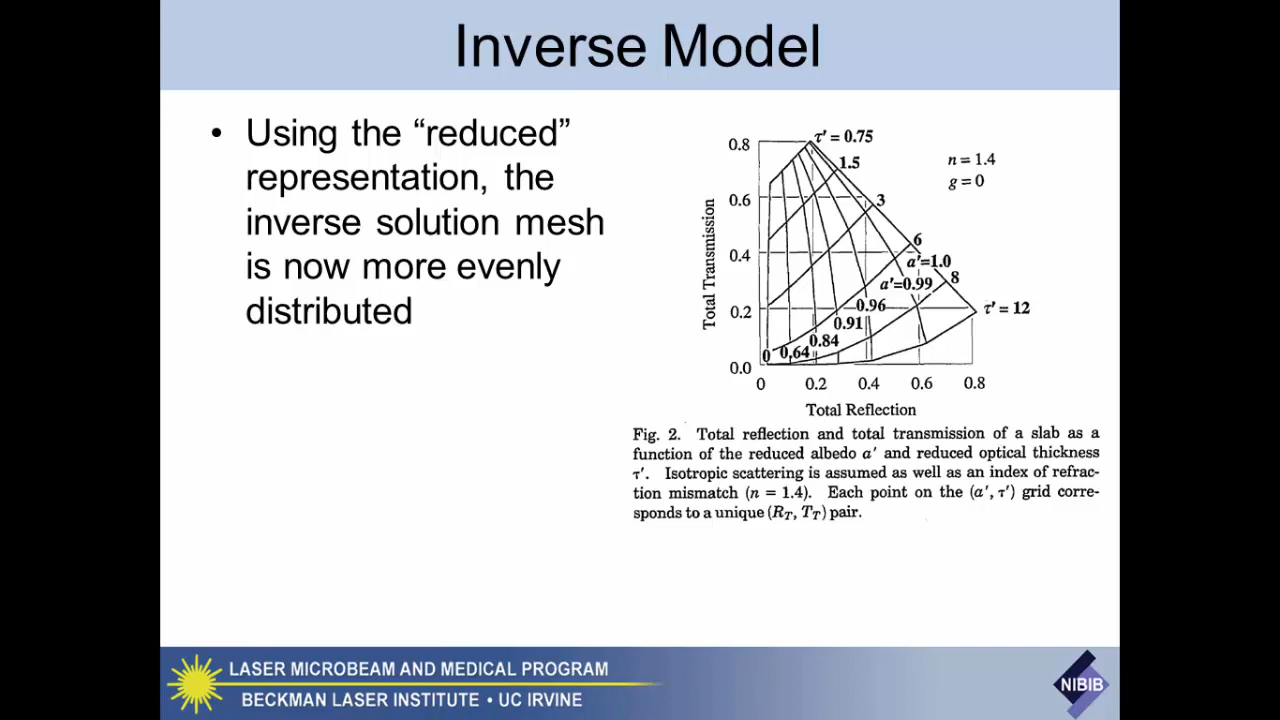 Inverse Model
• Using the “reduced”
representation, the
inverse solution mesh
is now more evenly
distributed
τ' = 0.75
0.8
1.5
n = 1.4
g = 0
0.6
3
6
0.4
a'=1.0
a'=0.99
8
0.2
0.96
τ' = 12
0.91
0.84
0 0.64
0.0
0 0.2 0.4 0.6 0.8
Total Transmission
Total Reflection
Fig. 2. Total reflection and total transmission of a slab as a
function of the reduced albedo a' and reduced optical thickness
τ'. Isotropic scattering is assumed as well as an index of refrac-
tion mismatch (n = 1.4). Each point on the (a', τ') grid corre-
sponds to a unique (R_T, T_T) pair.
LASER MICROBEAM AND MEDICAL PROGRAM
BECKMAN LASER INSTITUTE • UC IRVINE
NIBIB